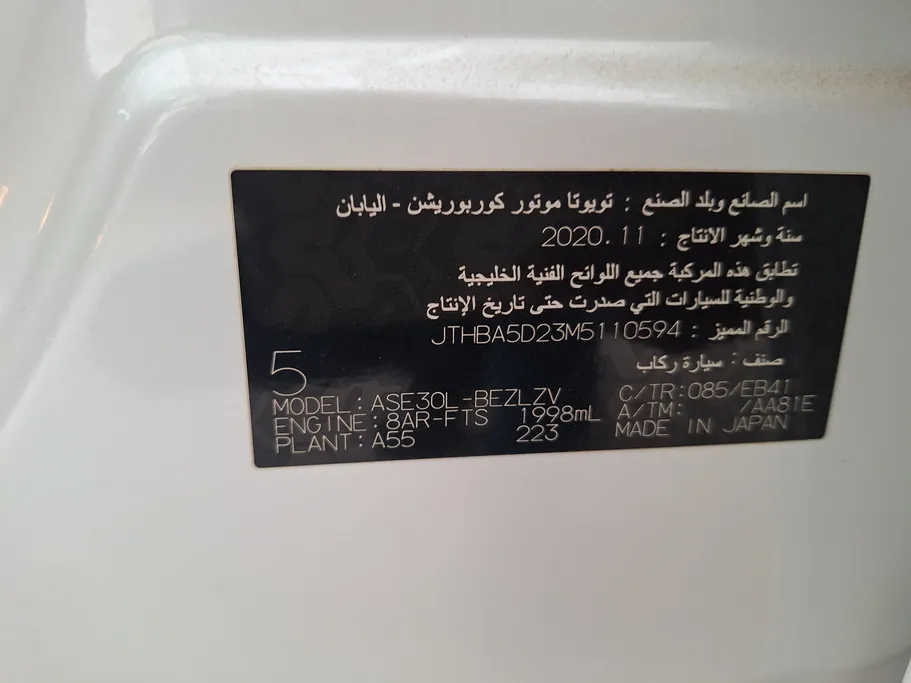 اسم الصانع وبلد الصنع : تويوتا موتور كوربوريشن - اليابان
سنة وشهر الانتاج : 2020.11
تطابق هذه المركبة جميع اللوائح الفنية الخليجية
والوطنية للسيارات التي صدرت حتى تاريخ الإنتاج
الرقم المميز : JTHBA5D23M5110594
صنف : سيارة ركاب
5
MODEL: ASE30L-BEZLZV C/TR:085/EB41
ENGINE: 8AR-FTS 1998mL A/TM: /AA81E
PLANT: A55 223 MADE IN JAPAN